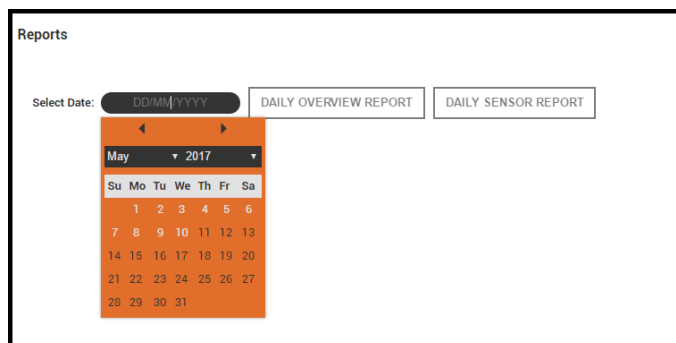 Reports
Select Date: DD/MM/YYYY DAILY OVERVIEW REPORT DAILY SENSOR REPORT
May 2017
Su Mo Tu We Th Fr Sa
1 2 3 4 5 6
7 8 9 10 11 12 13
14 15 16 17 18 19 20
21 22 23 24 25 26 27
28 29 30 31